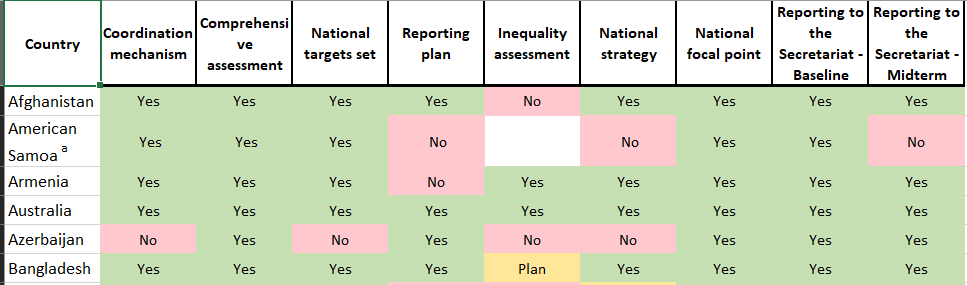 Country Coordination mechanism Comprehensi ve assessment National targets set Reporting plan Inequality assessment National strategy National focal point Reporting to the Secretariat - Baseline Reporting to the Secretariat - Midterm
Afghanistan Yes Yes Yes Yes No Yes Yes Yes Yes
American Samoa a Yes Yes Yes No No Yes Yes No
Armenia Yes Yes Yes No Yes Yes Yes Yes Yes
Australia Yes Yes Yes Yes Yes Yes Yes Yes Yes
Azerbaijan No Yes No Yes No No Yes Yes Yes
Bangladesh Yes Yes Yes Yes Plan Yes Yes Yes Yes